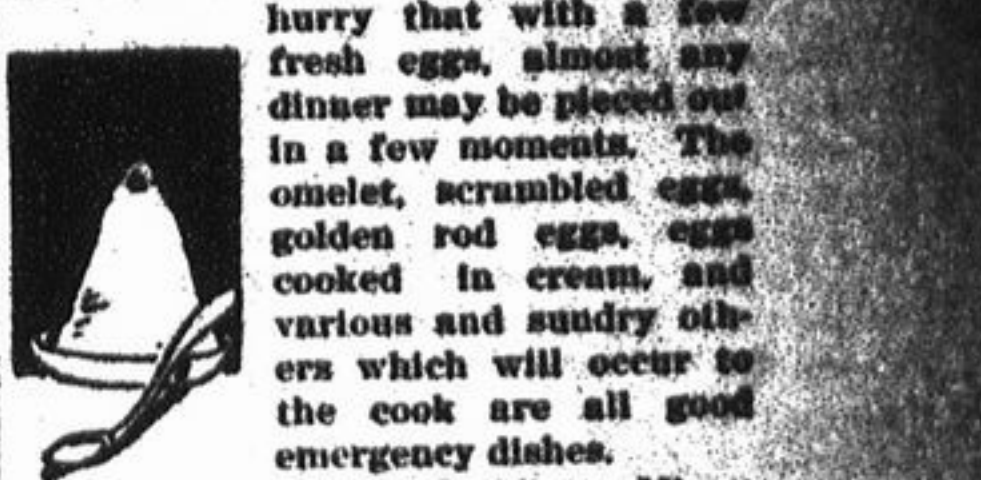 hurry that with a few
fresh eggs, almost any
dinner may be pieced out
in a few moments. The
omelet, scrambled eggs,
golden rod eggs, eggs
cooked in cream, and
various and sundry oth-
ers which will occur to
the cook are all good
emergency dishes.